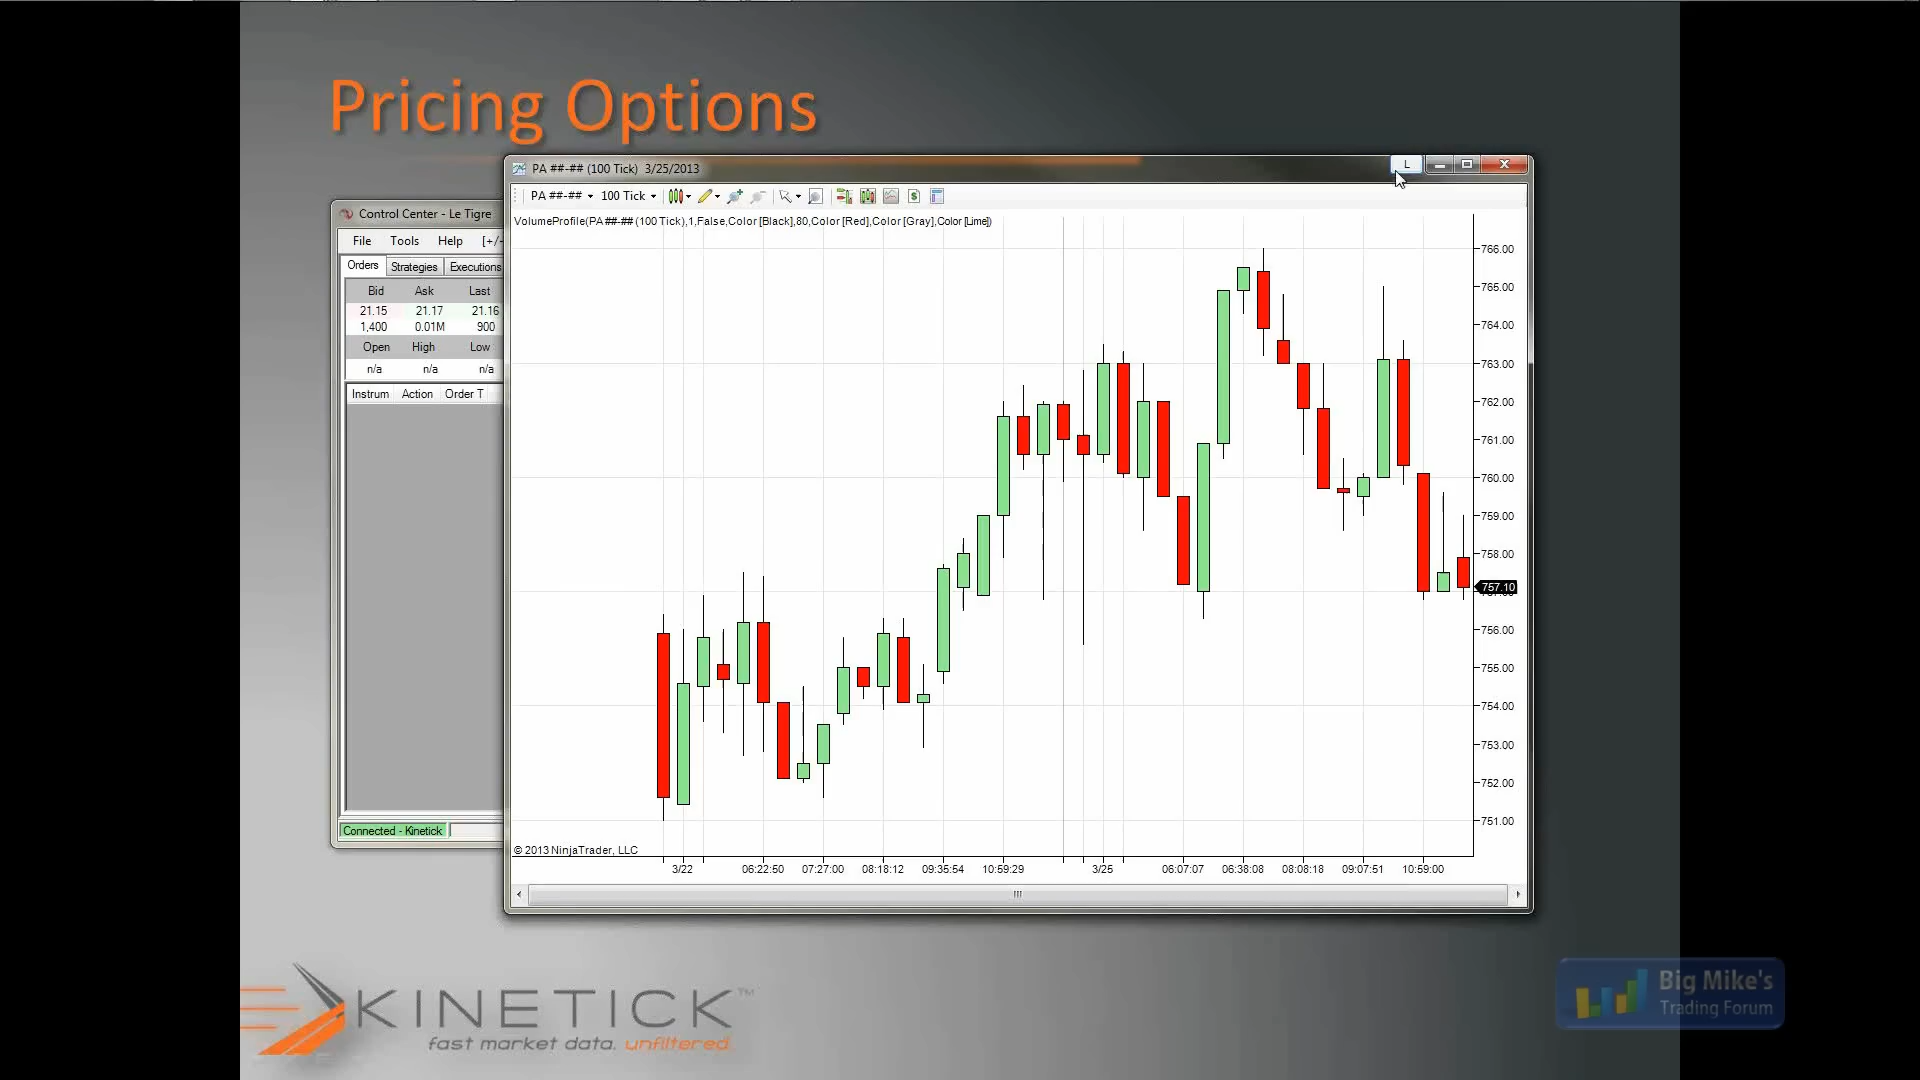 Pricing Options
PA ##-## (100 Tick)  3/25/2013
L
PA ##-## 100 Tick
VolumeProfile(PA ##-## (100 Tick),1,False,Color [Black],80,Color [Red],Color [Gray],Color [Lime])
Control Center - Le Tigre
File Tools Help [+/-
Orders Strategies Executions
Bid Ask Last
21.15 21.17 21.16
1,400 0.01M 900
Open High Low
n/a n/a n/a
Instrum Action Order T
Connected - Kinetick
766.00
765.00
764.00
763.00
762.00
761.00
760.00
759.00
758.00
757.10
756.00
755.00
754.00
753.00
752.00
751.00
© 2013 NinjaTrader, LLC
3/22 06:22:50 07:27:00 08:18:12 09:35:54 10:59:29 3/25 06:07:07 06:38:08 08:08:18 09:07:51 10:59:00
KINETICK™
fast market data. unfiltered.
Big Mike's
Trading Forum